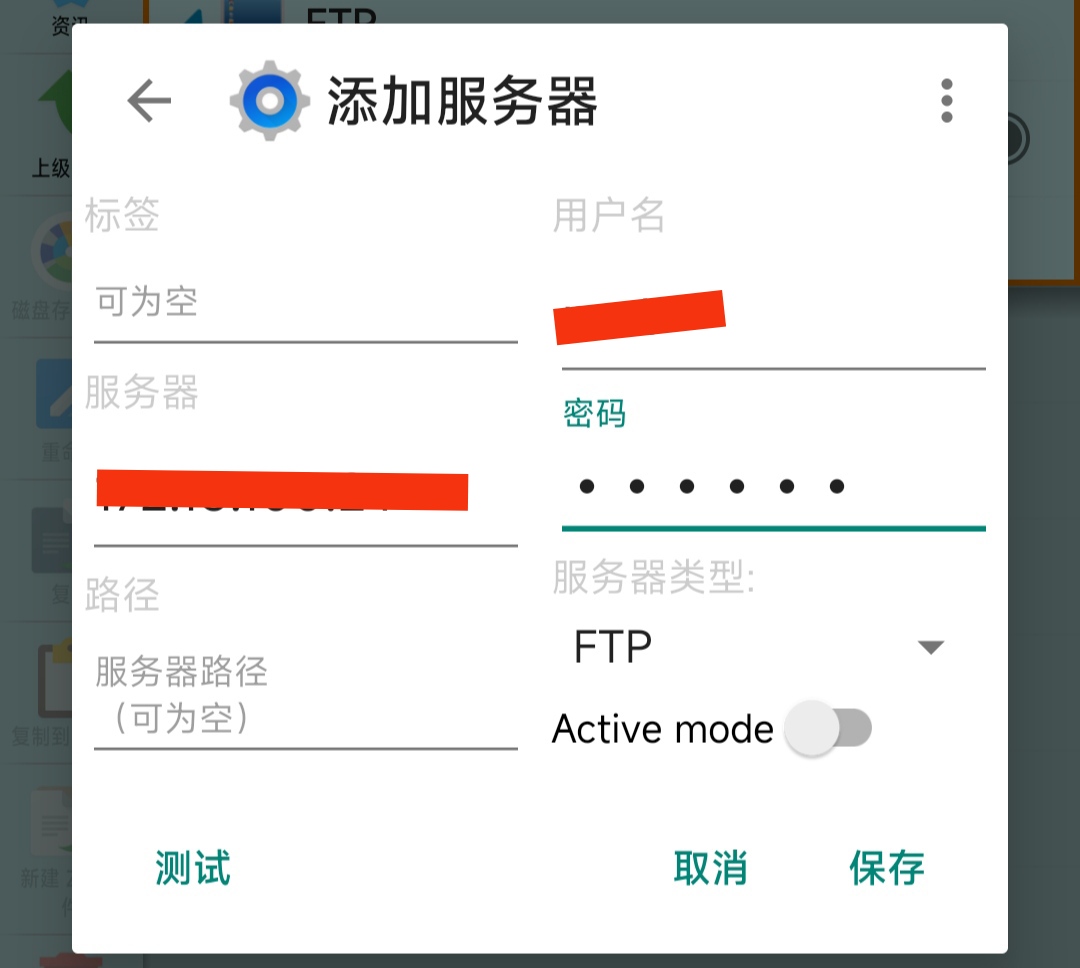 资讯
FTP
添加服务器
上级
标签
用户名
可为空
磁盘存
服务器
密码
重命
复
路径
服务器类型:
FTP
服务器路径
（可为空）
复制到
Active mode
测试
取消
保存
新建
件